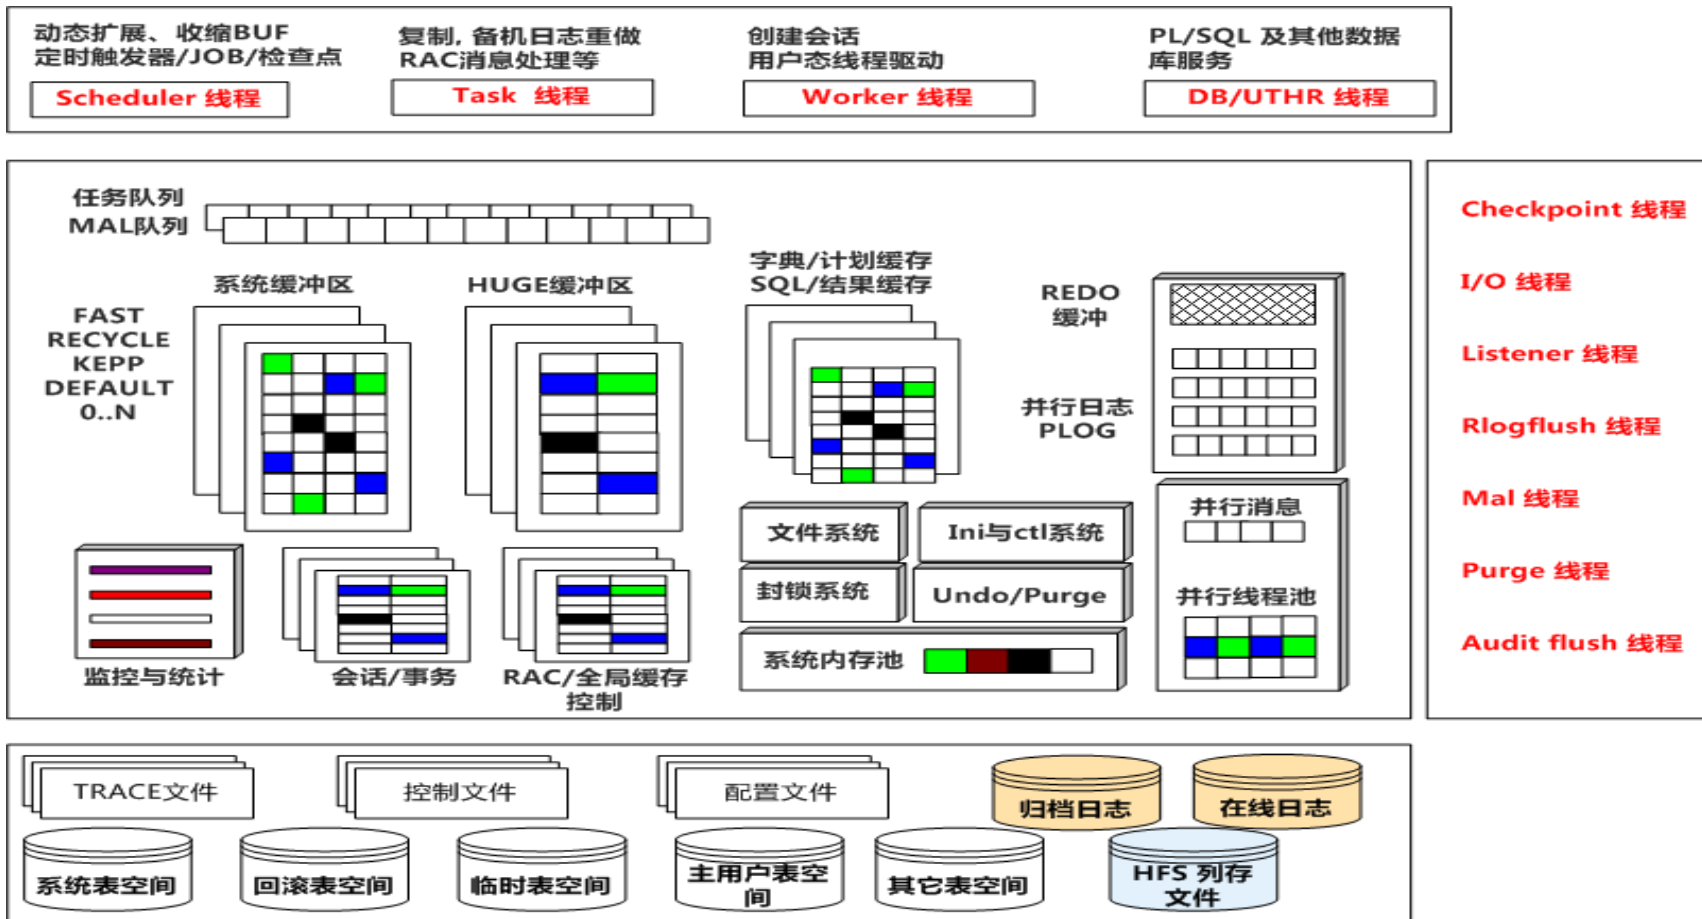 动态扩展、收缩BUF
定时触发器/JOB/检查点
Scheduler 线程
复制, 备机日志重做
RAC消息处理等
Task 线程
创建会话
用户态线程驱动
Worker 线程
PL/SQL 及其他数据
库服务
DB/UTHR 线程
任务队列
MAL队列
系统缓冲区
FAST
RECYCLE
KEPP
DEFAULT
0..N
HUGE缓冲区
字典/计划缓存
SQL/结果缓存
REDO
缓冲
并行日志
PLOG
文件系统
Ini与ctl系统
封锁系统
Undo/Purge
系统内存池
并行消息
并行线程池
监控与统计
会话/事务
RAC/全局缓存
控制
Checkpoint 线程
I/O 线程
Listener 线程
Rlogflush 线程
Mal 线程
Purge 线程
Audit flush 线程
TRACE文件
控制文件
配置文件
归档日志
在线日志
系统表空间
回滚表空间
临时表空间
主用户表空
间
其它表空间
HFS 列存
文件